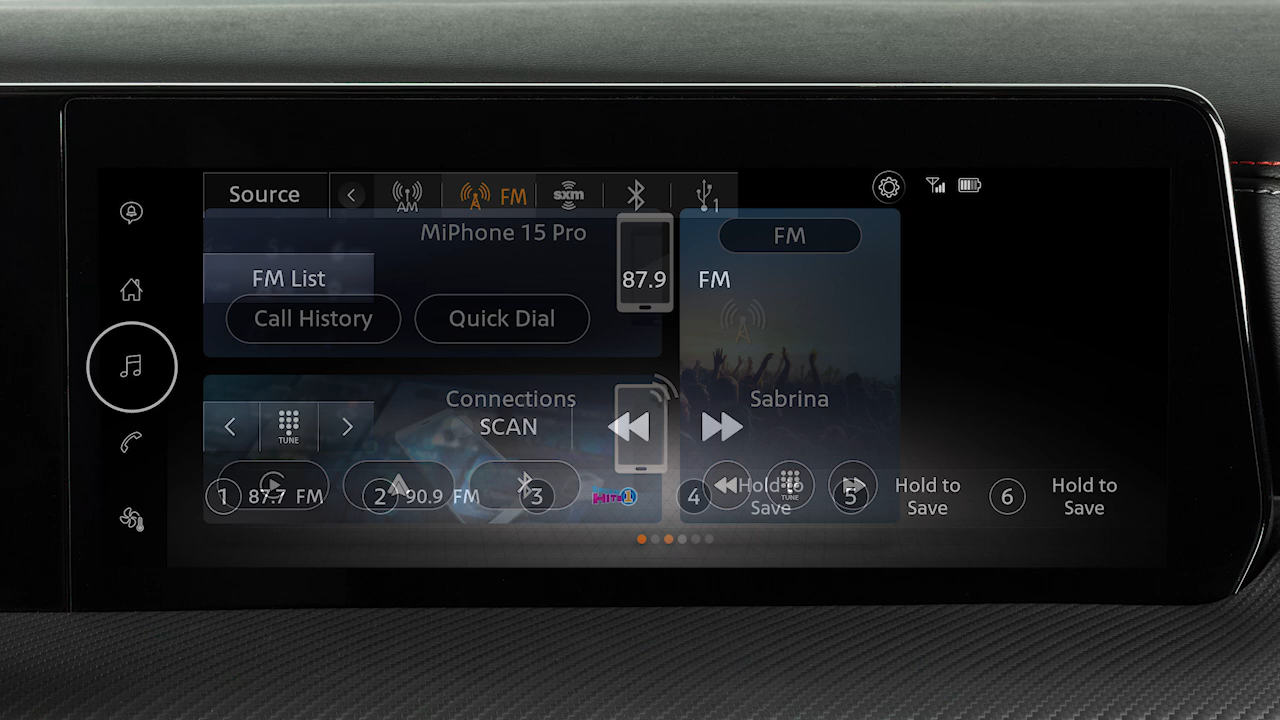 Source
AM
FM
sxm
1
MiPhone 15 Pro
FM
FM List
87.9
FM
Call History
Quick Dial
Connections
Sabrina
TUNE
SCAN
1
87.7 FM
2
90.9 FM
3
Hits 1
4
Hold to
Save
TUNE
5
Hold to
Save
6
Hold to
Save